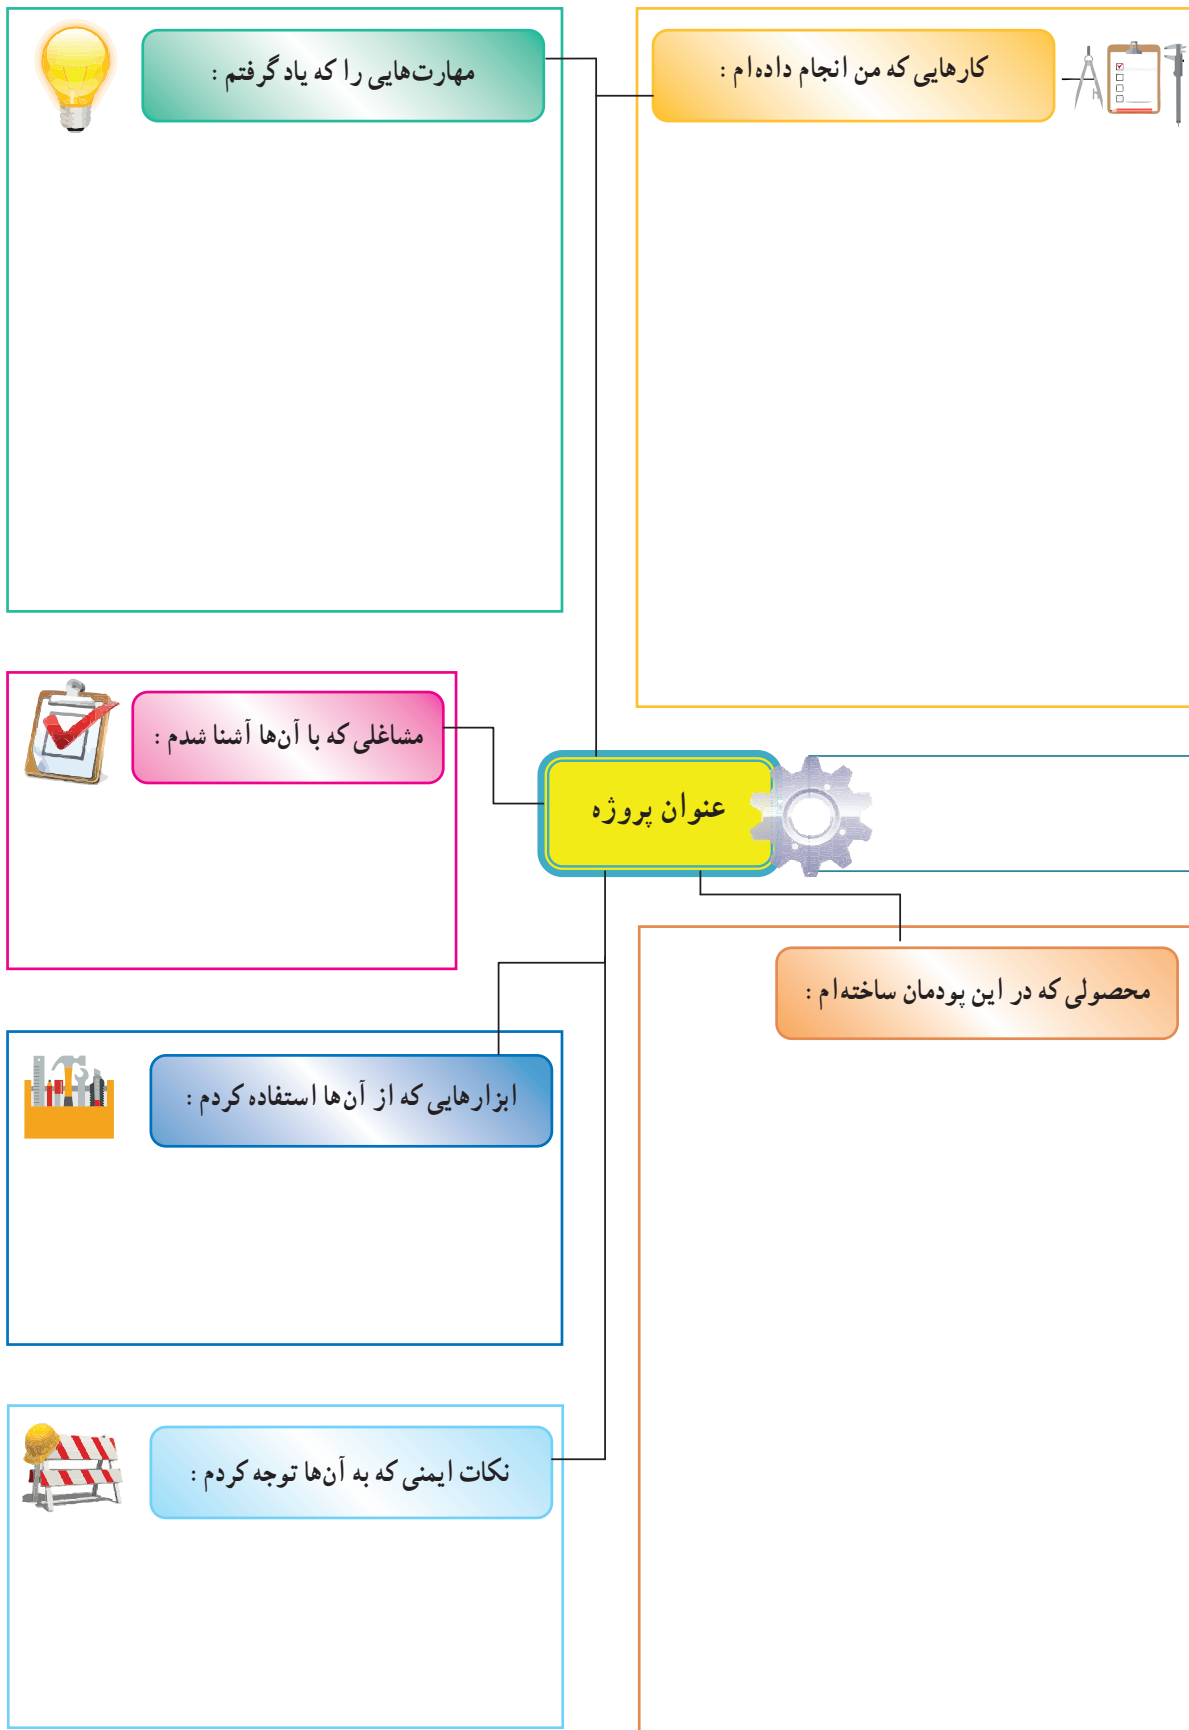 کارهایی که من انجام داده‌ام :
مهارت‌هایی را که یاد گرفتم :
مشاغلی که با آن‌ها آشنا شدم :
عنوان پروژه
محصولی که در این پودمان ساخته‌ام :
ابزارهایی که از آن‌ها استفاده کردم :
نکات ایمنی که به آن‌ها توجه کردم :